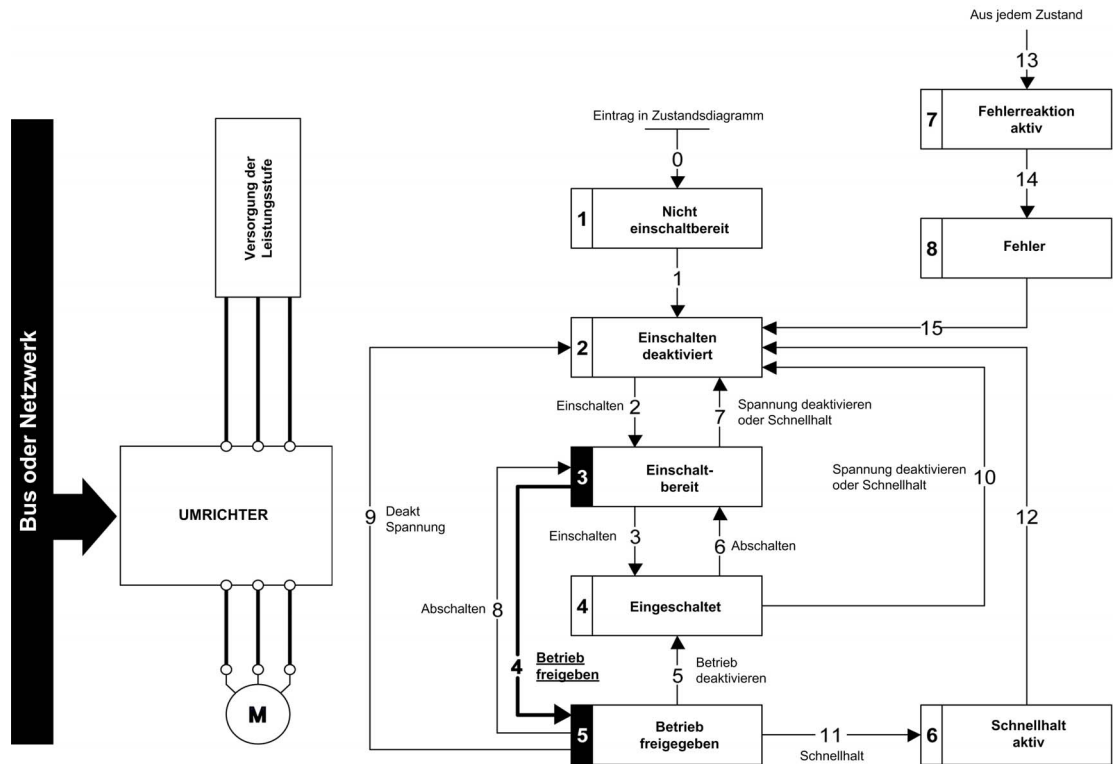 Bus oder Netzwerk
Versorgung der
Leistungsstufe
UMRICHTER
M
Aus jedem Zustand
13
7
Fehlerreaktion
aktiv
14
8
Fehler
15
Eintrag in Zustandsdiagramm
0
1
Nicht
einschaltbereit
1
2
Einschalten
deaktiviert
Einschalten
2
7
Spannung deaktivieren
oder Schnellhalt
3
Einschalt-
bereit
9
Deakt
Spannung
Einschalten
3
6
Abschalten
Spannung deaktivieren
oder Schnellhalt
10
12
4
Eingeschaltet
Abschalten
8
4
Betrieb
freigeben
5
Betrieb
deaktivieren
5
Betrieb
freigegeben
11
Schnellhalt
6
Schnellhalt
aktiv